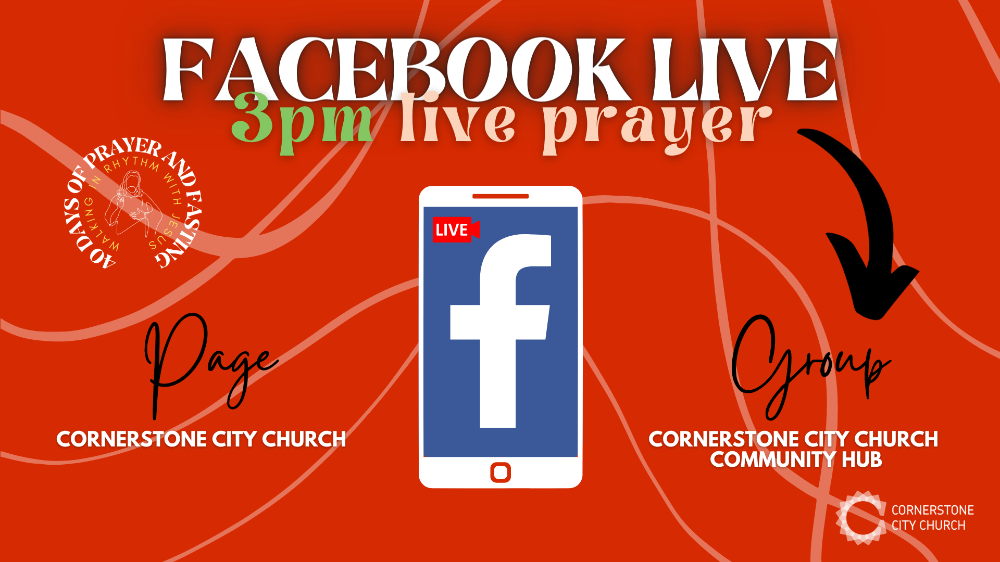 FACEBOOK LIVE
3pm live prayer
40 DAYS OF PRAYER AND FASTING
WALKING IN RHYTHM WITH JESUS
LIVE
Page
CORNERSTONE CITY CHURCH
Group
CORNERSTONE CITY CHURCH
COMMUNITY HUB
CORNERSTONE
CITY CHURCH